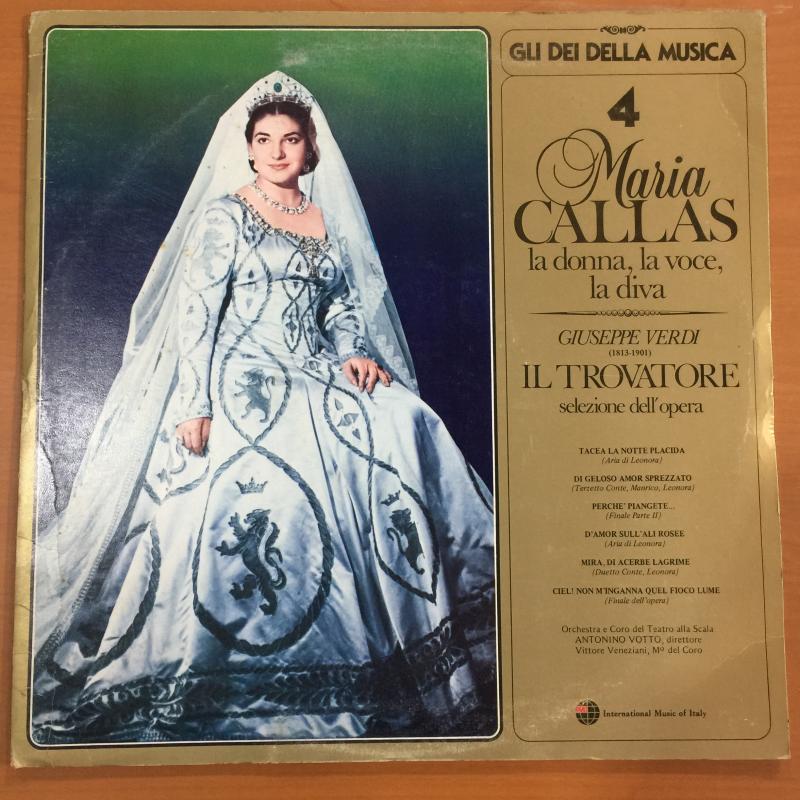 GLI DEI DELLA MUSICA
4
Maria
CALLAS
la donna, la voce,
la diva
GIUSEPPE VERDI
(1813-1901)
IL TROVATORE
selezione dell'opera
TACEA LA NOTTE PLACIDA
(Aria di Leonora)
DI GELOSO AMOR SPREZZATO
(Terzetto Conte, Manrico, Leonora)
PERCHE' PIANGETE...
(Finale Parte II)
D'AMOR SULL'ALI ROSEE
(Aria di Leonora)
MIRA, DI ACERBE LAGRIME
(Duetto Conte, Leonora)
CIEL! NON M'INGANNA QUEL FIOCO LUME
(Finale dell'opera)
Orchestra e Coro del Teatro alla Scala
ANTONINO VOTTO, direttore
Vittore Veneziani, Mº del Coro
International Music of Italy